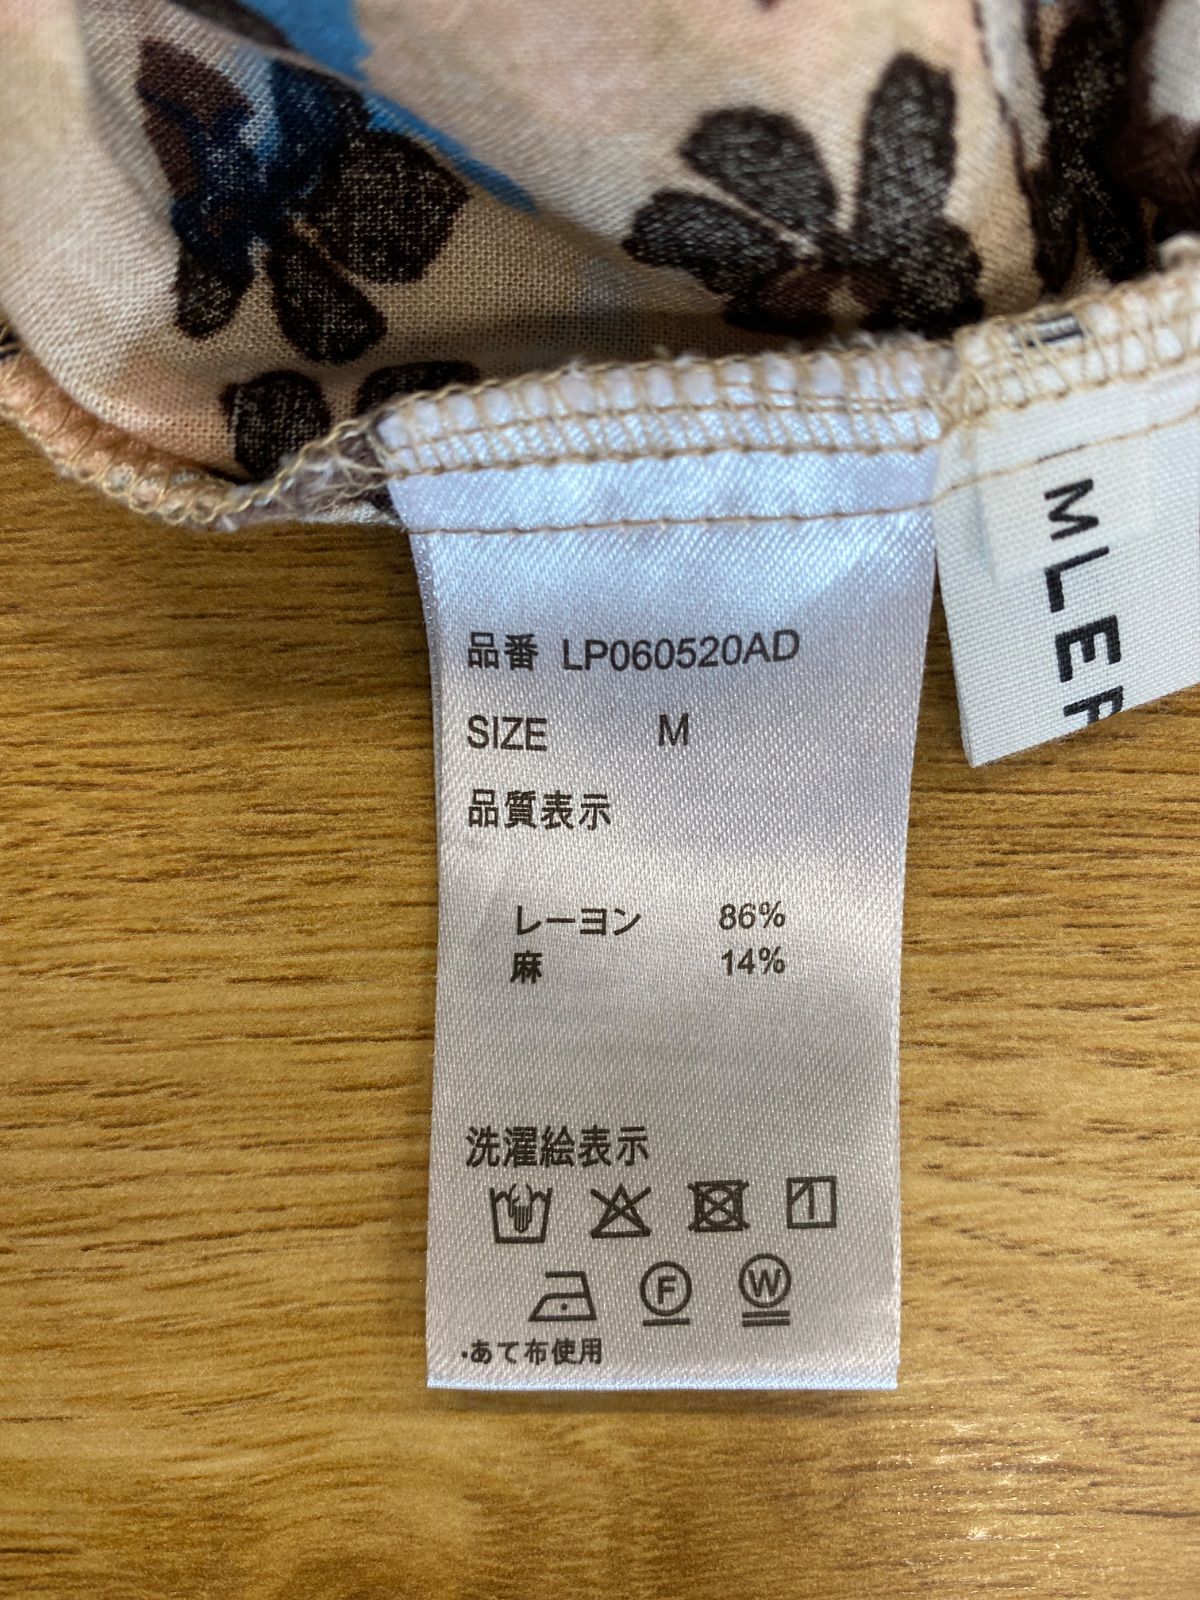 品番 LP060520AD
SIZE M
品質表示
レーヨン 86%
麻 14%
洗濯絵表示
F W
・あて布使用
MLE